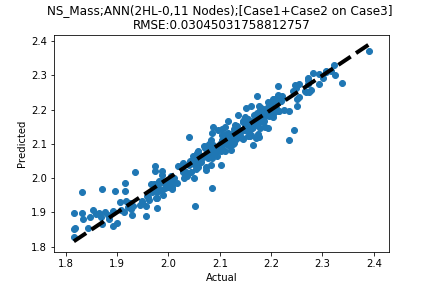 NS_Mass;ANN(2HL-0,11 Nodes);[Case1+Case2 on Case3]
RMSE:0.03045031758812757
2.4
2.3
2.2
2.1
2.0
1.9
1.8
Predicted
1.8 1.9 2.0 2.1 2.2 2.3 2.4
Actual